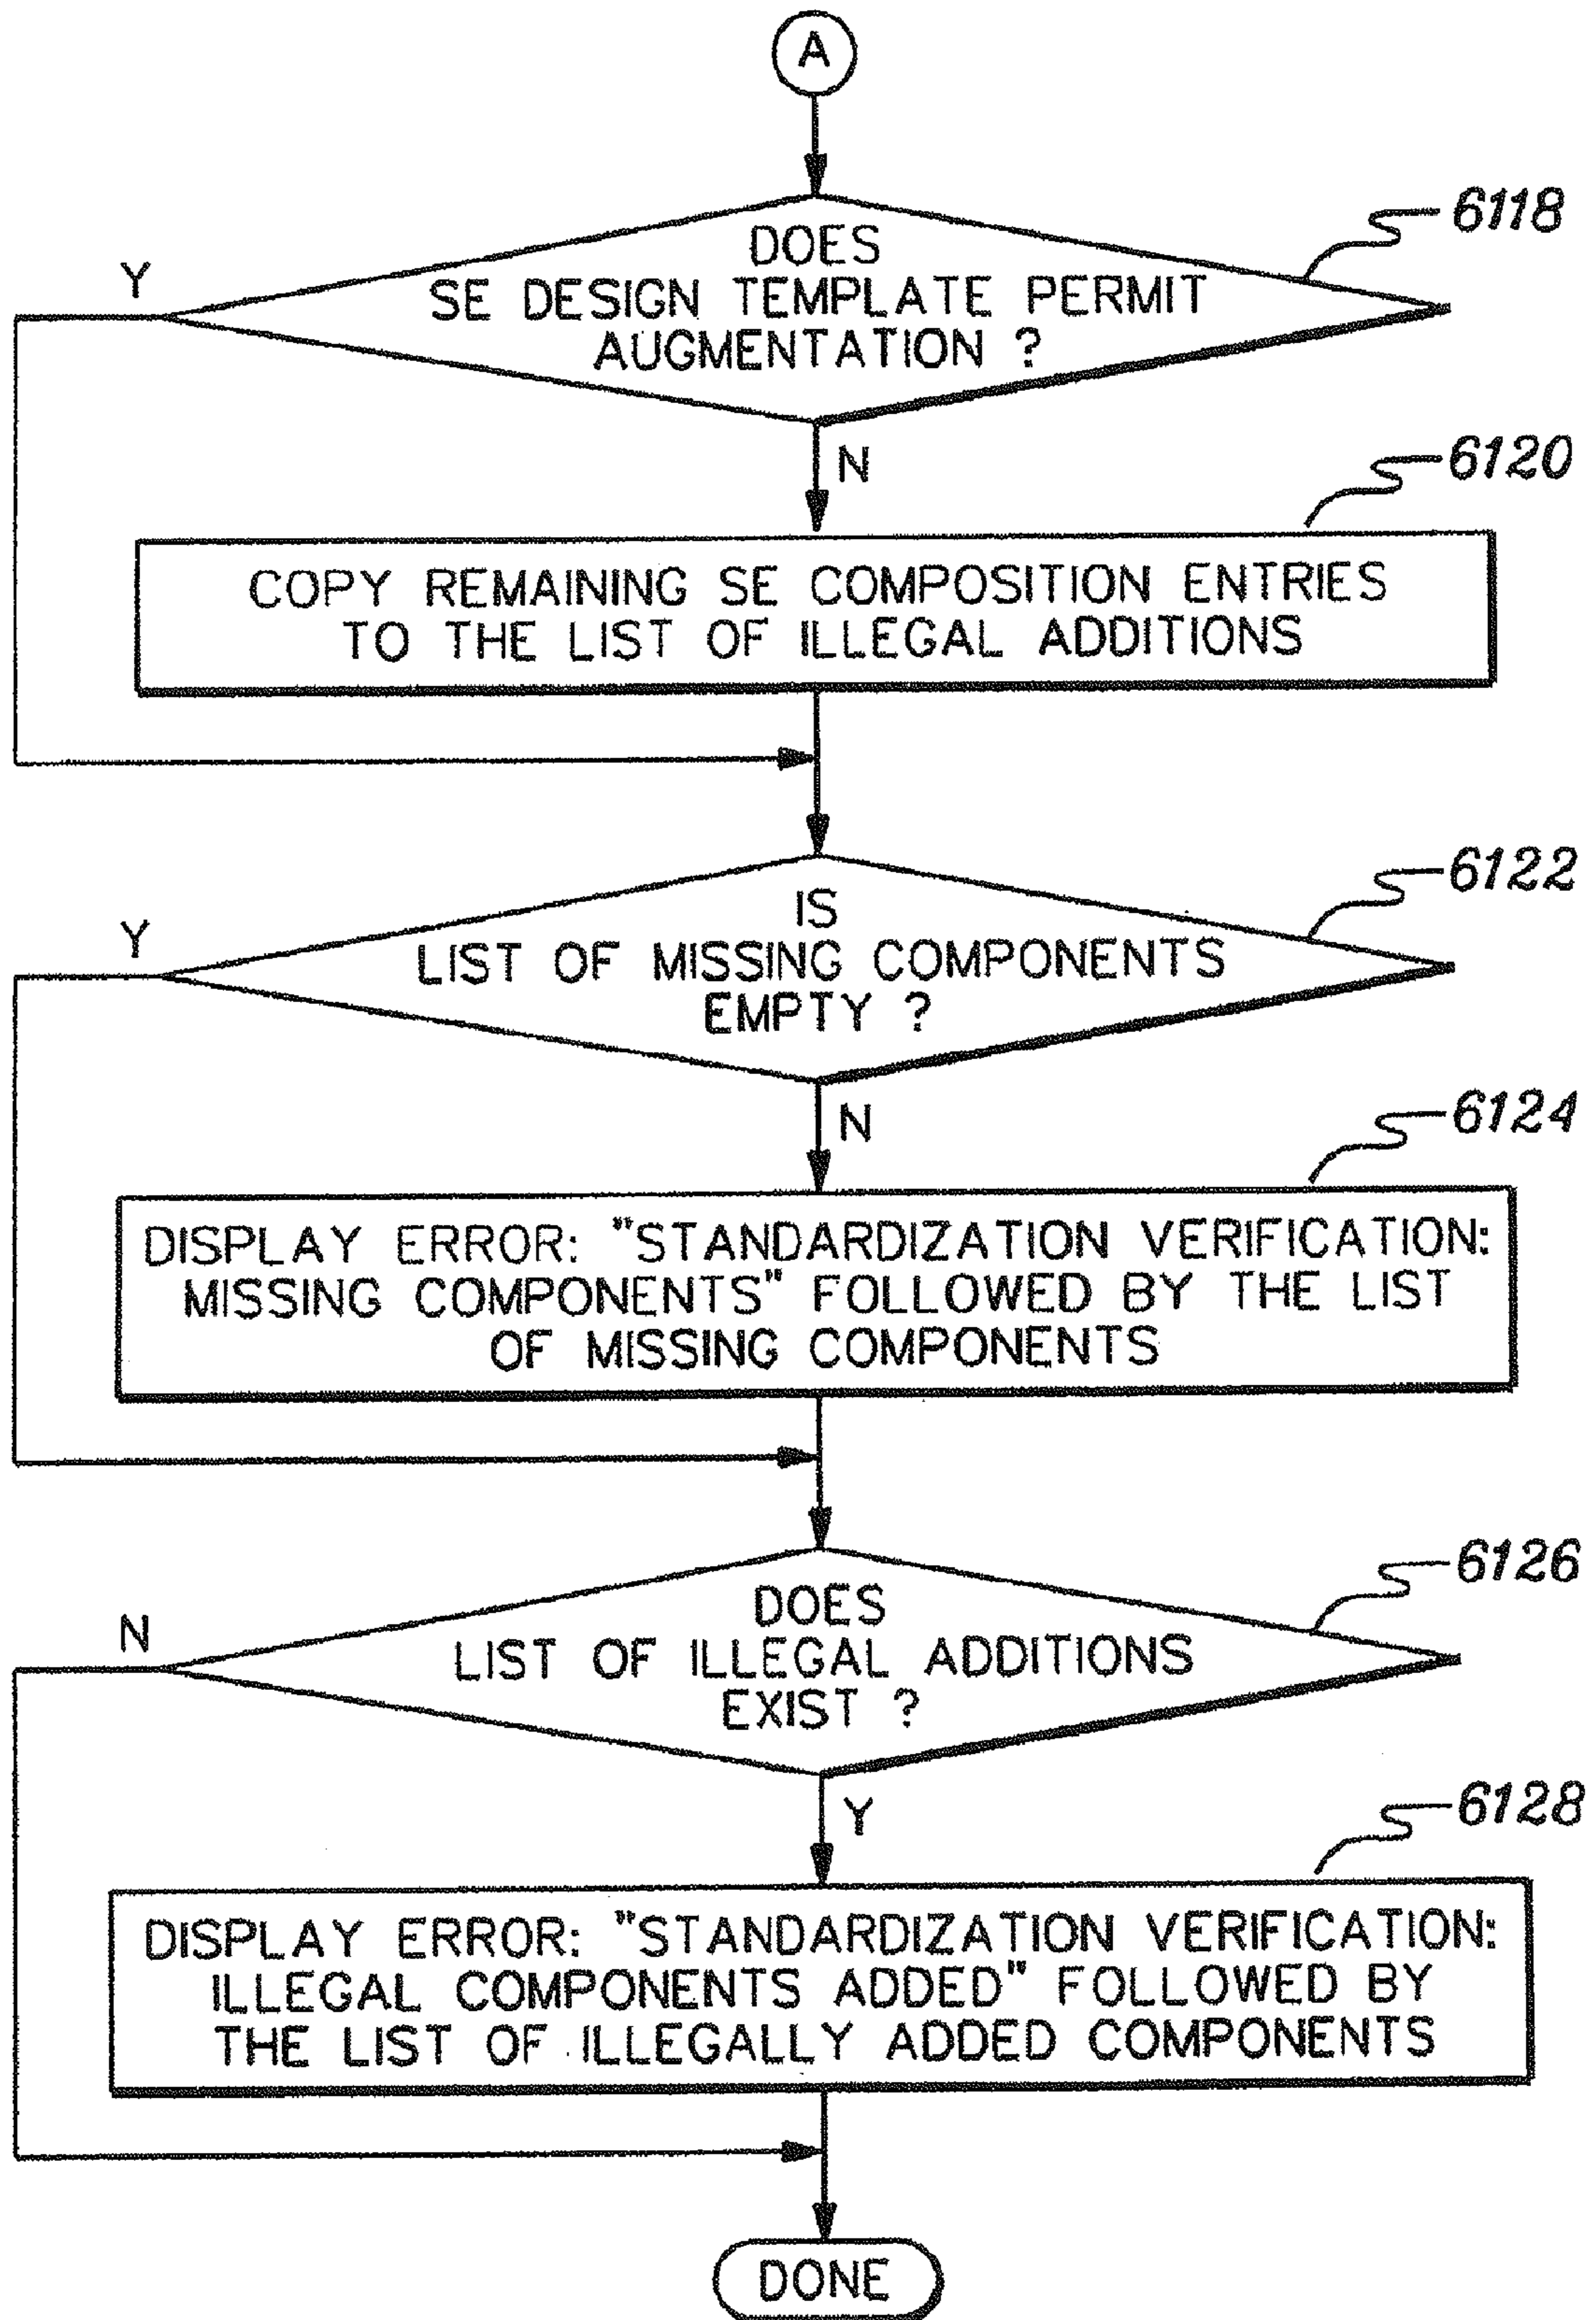 A
6118
DOES
Y
SE DESIGN TEMPLATE PERMIT
AUGMENTATION ?
N
6120
COPY REMAINING SE COMPOSITION ENTRIES
TO THE LIST OF ILLEGAL ADDITIONS
6122
IS
Y
LIST OF MISSING COMPONENTS
EMPTY ?
N
6124
DISPLAY ERROR: "STANDARDIZATION VERIFICATION:
MISSING COMPONENTS" FOLLOWED BY THE LIST
OF MISSING COMPONENTS
6126
DOES
N
LIST OF ILLEGAL ADDITIONS
EXIST ?
Y
6128
DISPLAY ERROR: "STANDARDIZATION VERIFICATION:
ILLEGAL COMPONENTS ADDED" FOLLOWED BY
THE LIST OF ILLEGALLY ADDED COMPONENTS
DONE